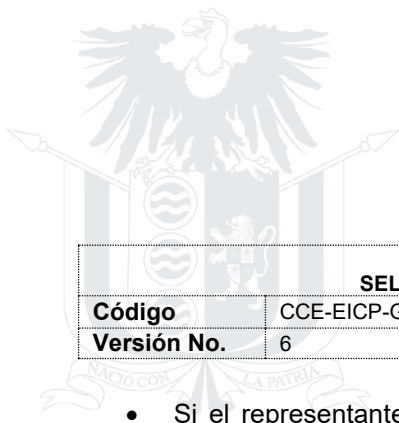 SEL
Código CCE-EICP-G
Versión No. 6
NACIÓ CON LA PATRIA
• Si el representante